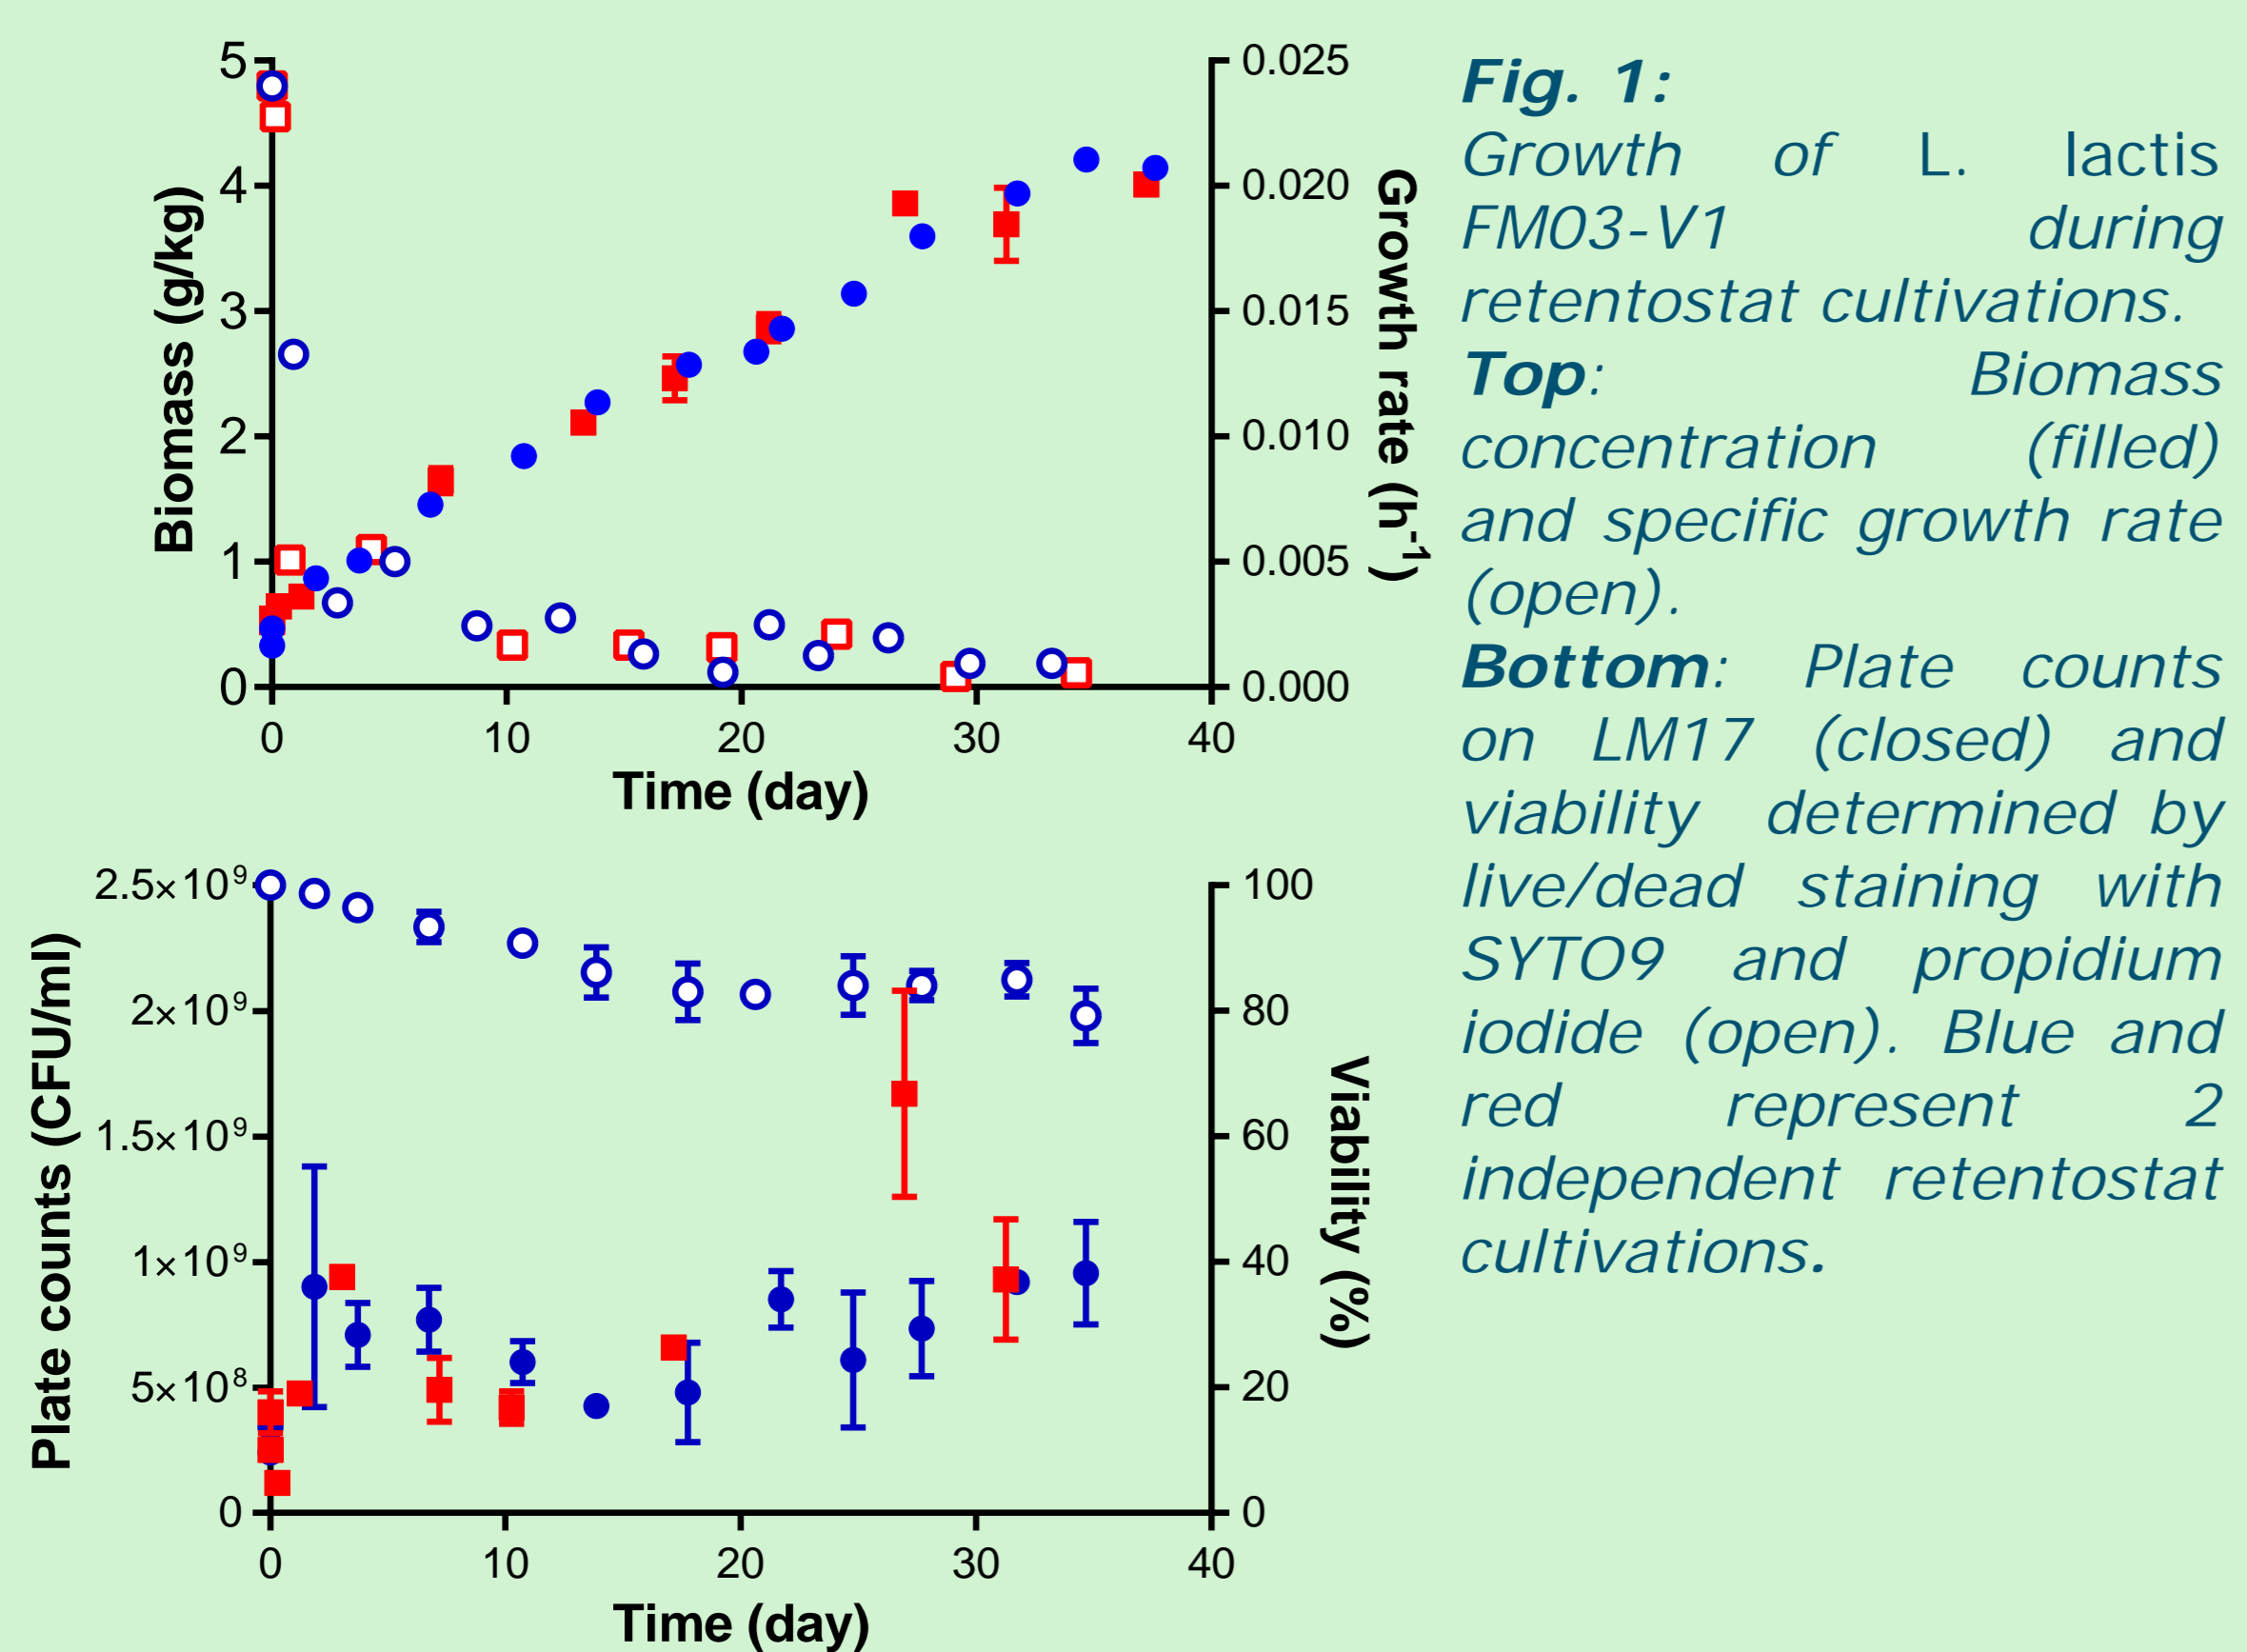 5
4
3
2
1
0
Biomass (g/kg)
0.025
0.020
0.015
0.010
0.005
0.000
Growth rate (h⁻¹)
0 10 20 30 40
Time (day)
2.5×10⁹
2×10⁹
1.5×10⁹
1×10⁹
5×10⁸
0
Plate counts (CFU/ml)
100
80
60
40
20
0
Viability (%)
0 10 20 30 40
Time (day)
Fig. 1:
Growth of L. lactis
FM03-V1 during
retentostat cultivations.
Top: Biomass
concentration (filled)
and specific growth rate
(open).
Bottom: Plate counts
on LM17 (closed) and
viability determined by
live/dead staining with
SYTO9 and propidium
iodide (open). Blue and
red represent 2
independent retentostat
cultivations.